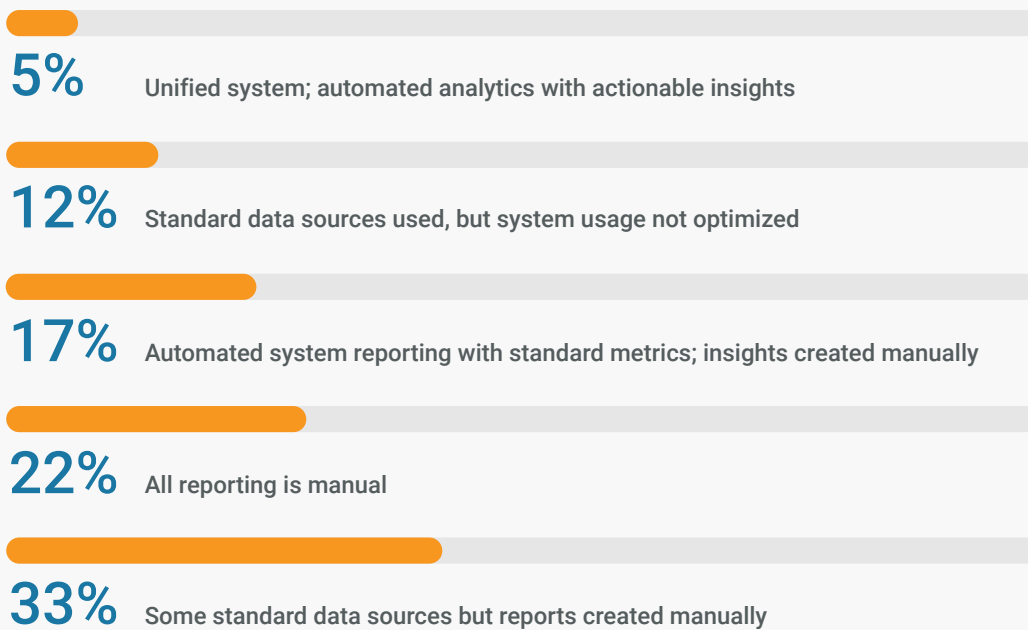 5% Unified system; automated analytics with actionable insights
12% Standard data sources used, but system usage not optimized
17% Automated system reporting with standard metrics; insights created manually
22% All reporting is manual
33% Some standard data sources but reports created manually